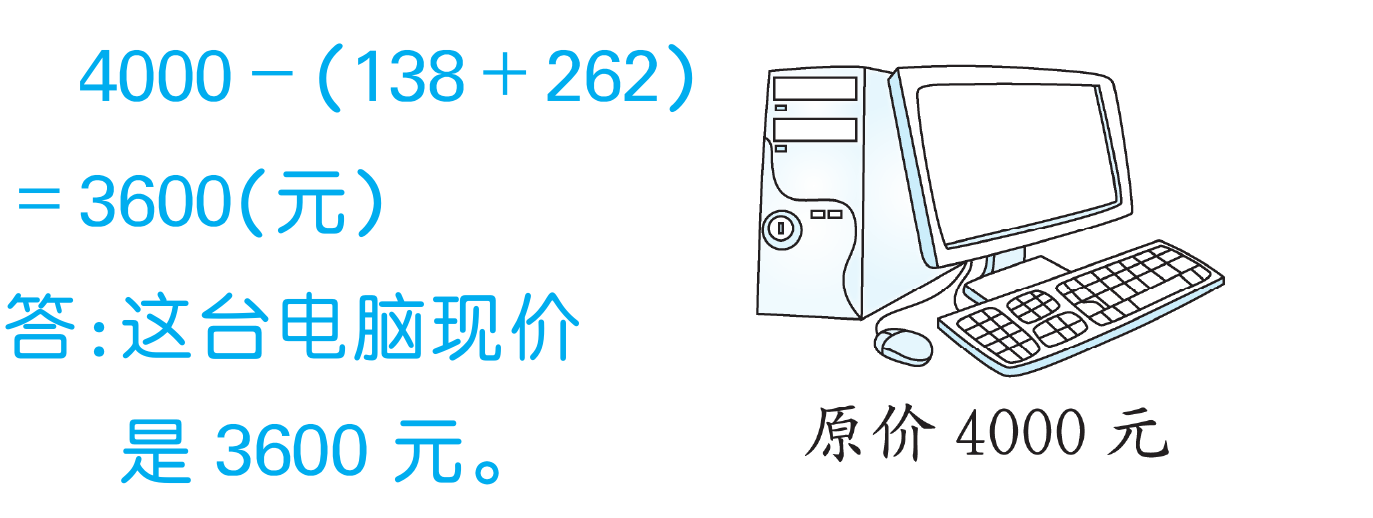 4000－(138＋262)
＝3600(元)
答:这台电脑现价
是 3600 元。
原价 4000 元